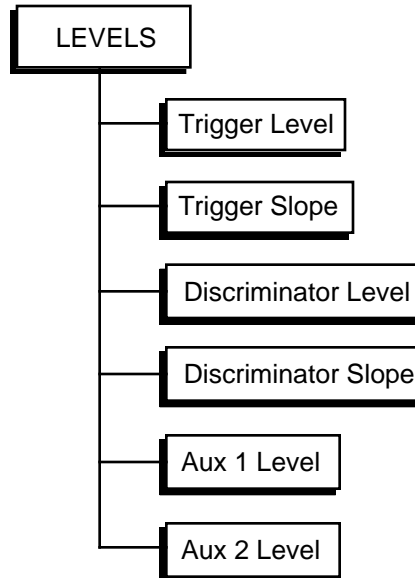 LEVELS
Trigger Level
Trigger Slope
Discriminator Level
Discriminator Slope
Aux 1 Level
Aux 2 Level